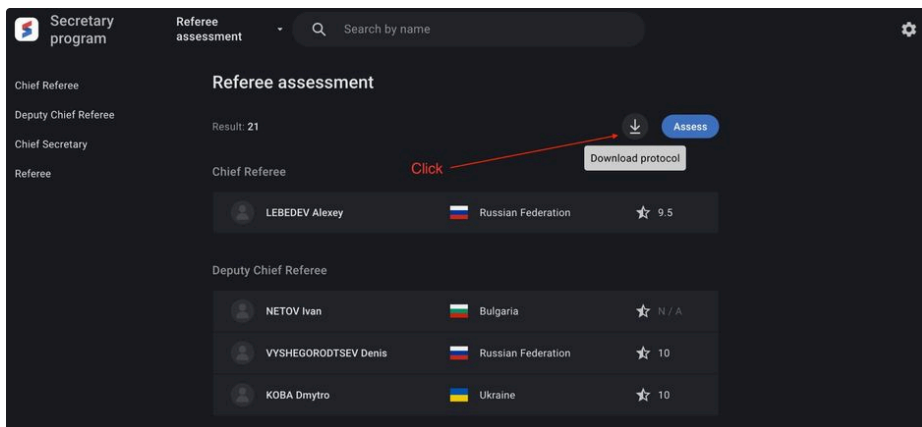 Secretary
program
Referee
assessment
Search by name
Chief Referee
Deputy Chief Referee
Chief Secretary
Referee
Referee assessment
Result: 21
Assess
Download protocol
Click
Chief Referee
LEBEDEV Alexey Russian Federation 9.5
Deputy Chief Referee
NETOV Ivan Bulgaria N / A
VYSHEGORODTSEV Denis Russian Federation 10
KOBA Dmytro Ukraine 10